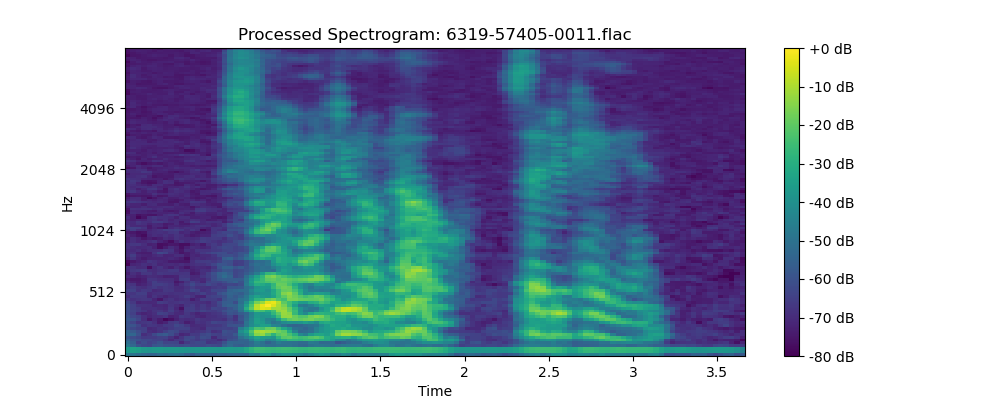 Processed Spectrogram: 6319-57405-0011.flac
Hz
4096
2048
1024
512
0
0 0.5 1 1.5 2 2.5 3 3.5
Time
+0 dB
-10 dB
-20 dB
-30 dB
-40 dB
-50 dB
-60 dB
-70 dB
-80 dB